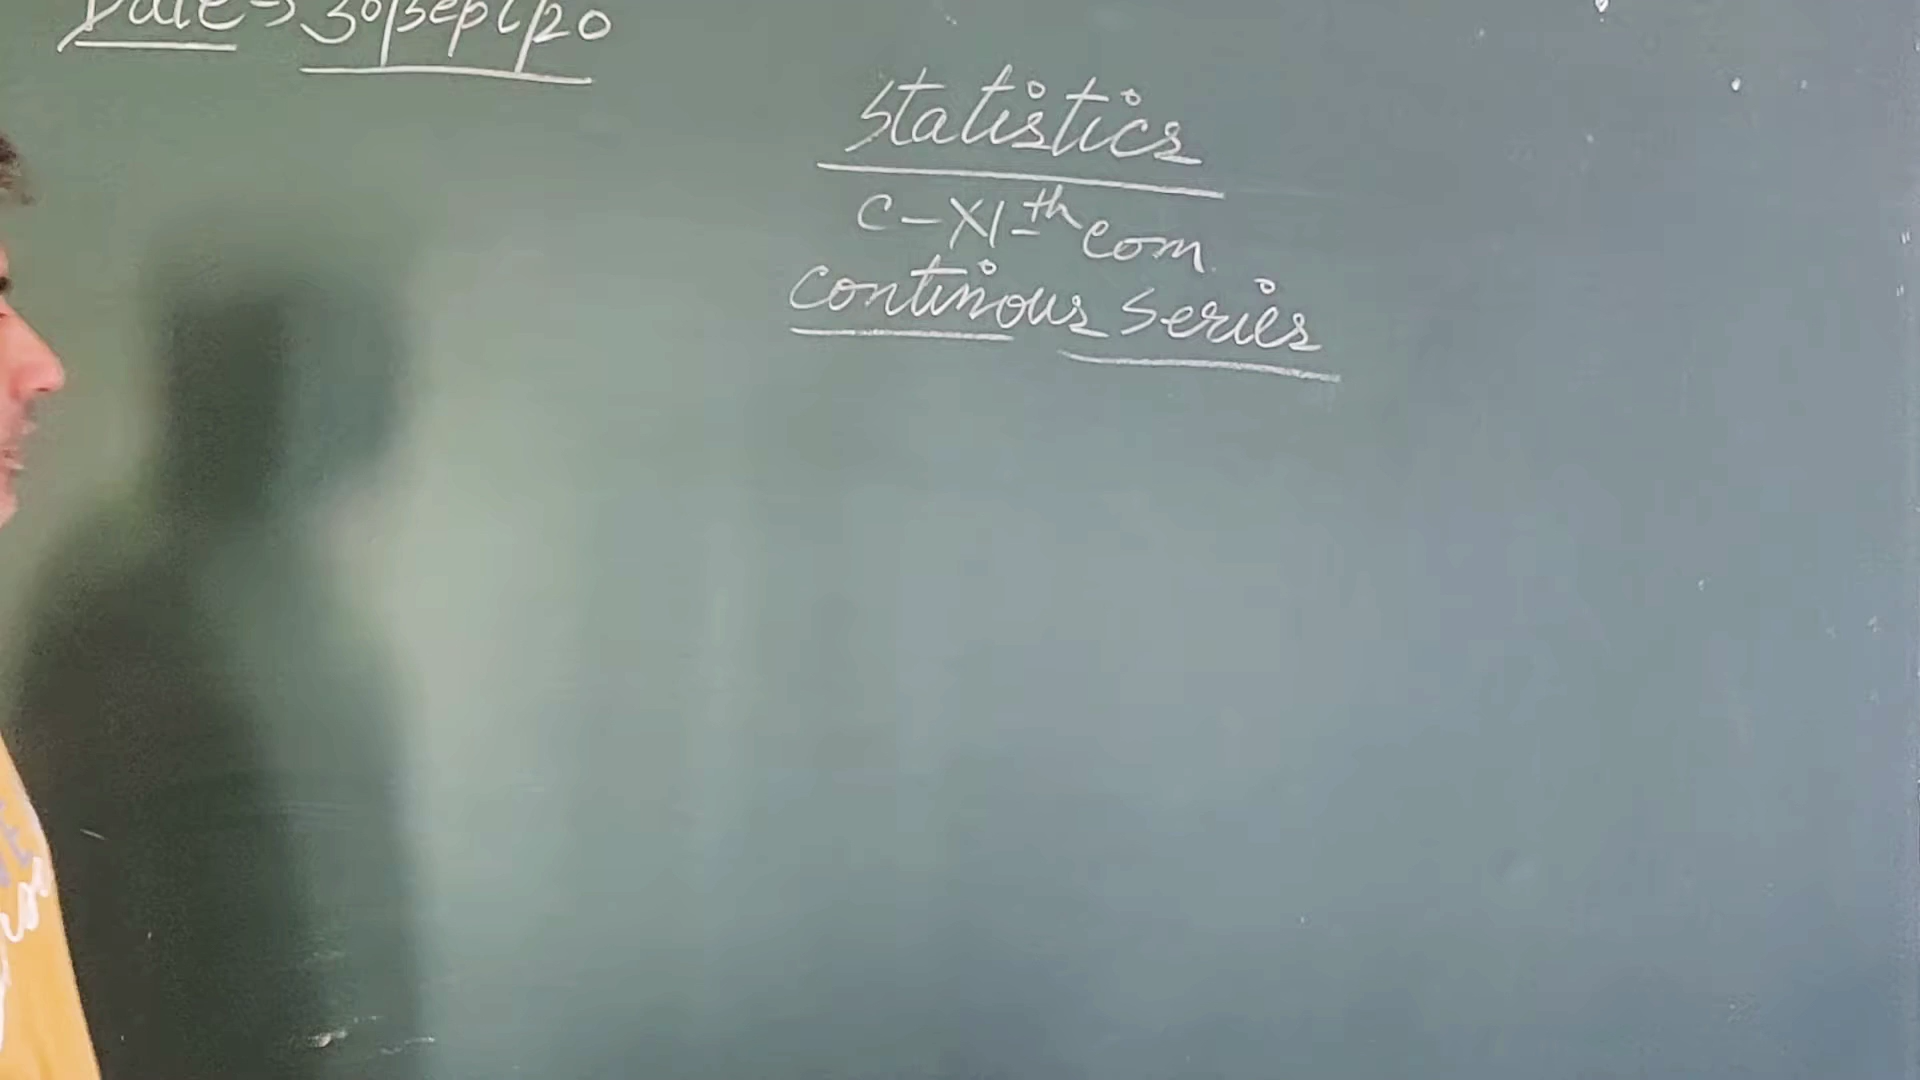 Date → 30/Sept/20
Statistics
C-XI-th com
Continous Series